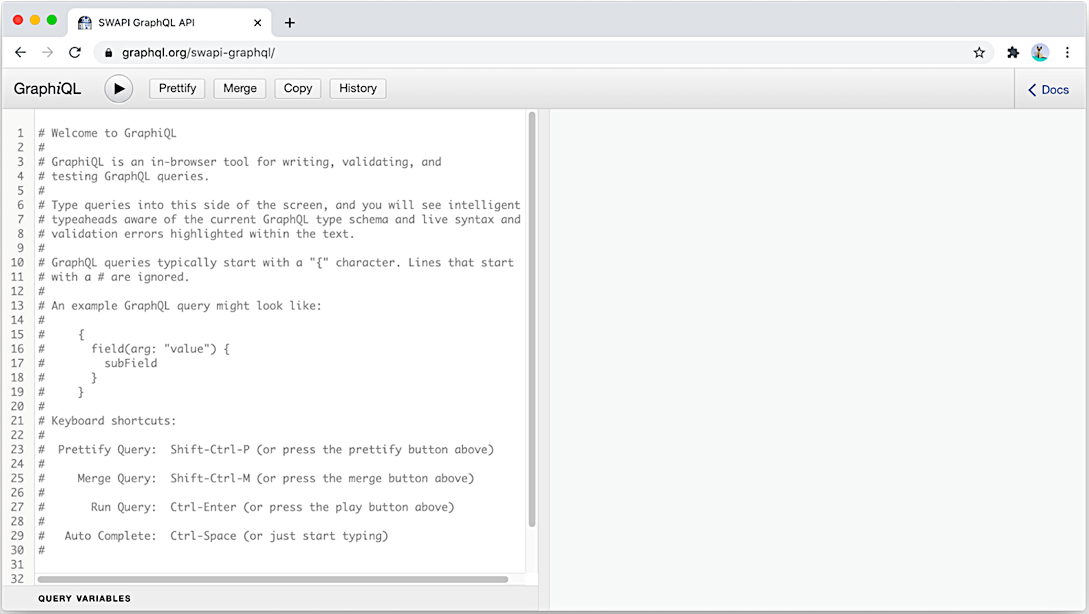 SWAPI GraphQL API
graphql.org/swapi-graphql/
GraphiQL Prettify Merge Copy History Docs
1 # Welcome to GraphiQL
2 #
3 # GraphiQL is an in-browser tool for writing, validating, and
4 # testing GraphQL queries.
5 #
6 # Type queries into this side of the screen, and you will see intelligent
7 # typeaheads aware of the current GraphQL type schema and live syntax and
8 # validation errors highlighted within the text.
9 #
10 # GraphQL queries typically start with a "{" character. Lines that start
11 # with a # are ignored.
12 #
13 # An example GraphQL query might look like:
14 #
15 #     {
16 #       field(arg: "value") {
17 #         subField
18 #       }
19 #     }
20 #
21 # Keyboard shortcuts:
22 #
23 #  Prettify Query:  Shift-Ctrl-P (or press the prettify button above)
24 #
25 #     Merge Query:  Shift-Ctrl-M (or press the merge button above)
26 #
27 #       Run Query:  Ctrl-Enter (or press the play button above)
28 #
29 #   Auto Complete:  Ctrl-Space (or just start typing)
30 #
31
32
QUERY VARIABLES